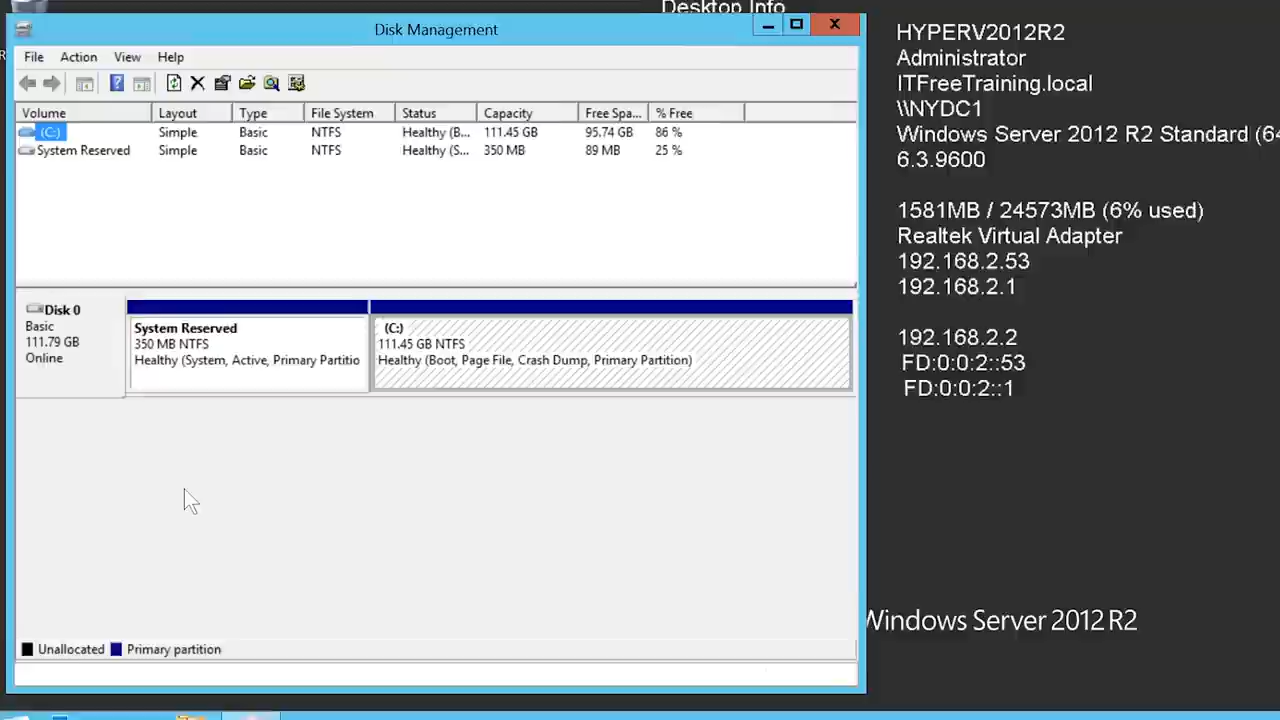 Desktop Info
Disk Management
File Action View Help
Volume Layout Type File System Status Capacity Free Spa... % Free
(C:) Simple Basic NTFS Healthy (B... 111.45 GB 95.74 GB 86 %
System Reserved Simple Basic NTFS Healthy (S... 350 MB 89 MB 25 %
Disk 0
Basic
111.79 GB
Online
System Reserved
350 MB NTFS
Healthy (System, Active, Primary Partitio
(C:)
111.45 GB NTFS
Healthy (Boot, Page File, Crash Dump, Primary Partition)
Unallocated Primary partition
HYPERV2012R2
Administrator
ITFreeTraining.local
\\NYDC1
Windows Server 2012 R2 Standard (64
6.3.9600
1581MB / 24573MB (6% used)
Realtek Virtual Adapter
192.168.2.53
192.168.2.1
192.168.2.2
FD:0:0:2::53
FD:0:0:2::1
Windows Server 2012 R2